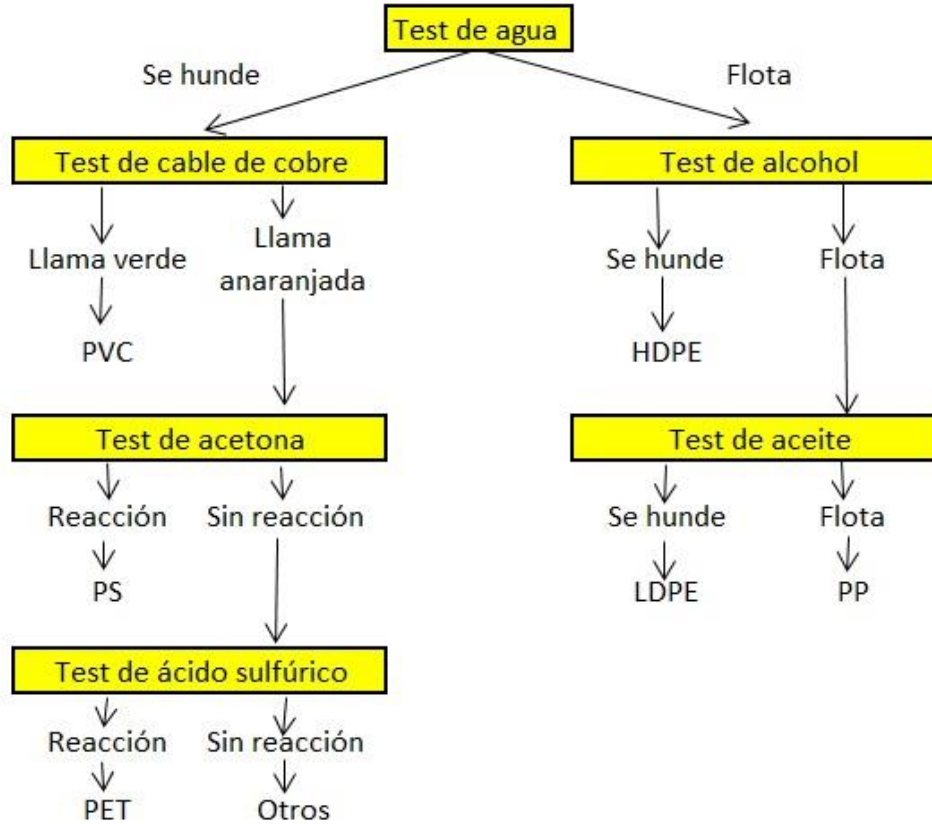 Test de agua
Se hunde
Flota
Test de cable de cobre
Test de alcohol
Llama verde
Llama
anaranjada
Se hunde
Flota
PVC
HDPE
Test de acetona
Test de aceite
Reacción
Sin reacción
Se hunde
Flota
PS
LDPE
PP
Test de ácido sulfúrico
Reacción
Sin reacción
PET
Otros